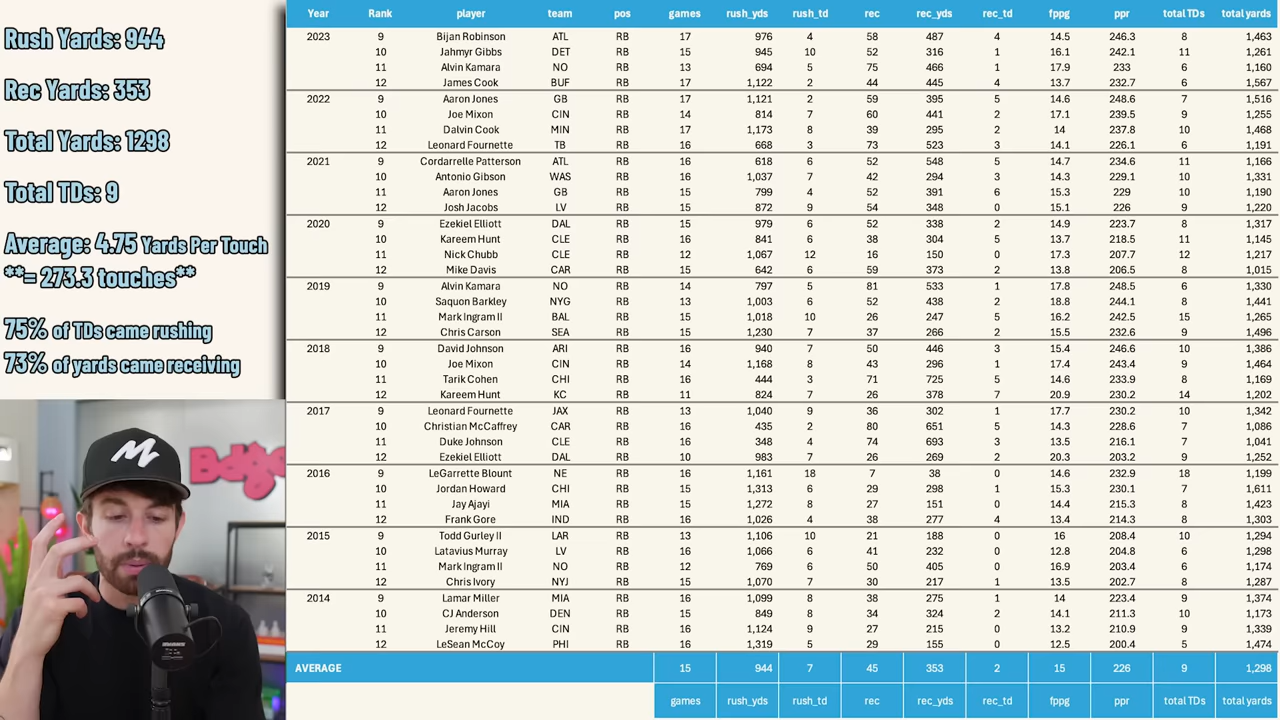 Rush Yards: 944
Rec Yards: 353
Total Yards: 1298
Total TDs: 9
Average: 4.75 Yards Per Touch
**= 273.3 touches**
75% of TDs came rushing
73% of yards came receiving
Year Rank player team pos games rush_yds rush_td rec rec_yds rec_td fppg ppr total TDs total yards
2023 9 Bijan Robinson ATL RB 17 976 4 58 487 4 14.5 246.3 8 1,463
10 Jahmyr Gibbs DET RB 15 945 10 52 316 1 16.1 242.1 11 1,261
11 Alvin Kamara NO RB 13 694 5 75 466 1 17.9 233 6 1,160
12 James Cook BUF RB 17 1,122 2 44 445 4 13.7 232.7 6 1,567
2022 9 Aaron Jones GB RB 17 1,121 2 59 395 5 14.6 248.6 7 1,516
10 Joe Mixon CIN RB 14 814 7 60 441 2 17.1 239.5 9 1,255
11 Dalvin Cook MIN RB 17 1,173 8 39 295 2 14 237.8 10 1,468
12 Leonard Fournette TB RB 16 668 3 73 523 3 14.1 226.1 6 1,191
2021 9 Cordarrelle Patterson ATL RB 16 618 6 52 548 5 14.7 234.6 11 1,166
10 Antonio Gibson WAS RB 16 1,037 7 42 294 3 14.3 229.1 10 1,331
11 Aaron Jones GB RB 15 799 4 52 391 6 15.3 229 10 1,190
12 Josh Jacobs LV RB 15 872 9 54 348 0 15.1 226 9 1,220
2020 9 Ezekiel Elliott DAL RB 15 979 6 52 338 2 14.9 223.7 8 1,317
10 Kareem Hunt CLE RB 16 841 6 38 304 5 13.7 218.5 11 1,145
11 Nick Chubb CLE RB 12 1,067 12 16 150 0 17.3 207.7 12 1,217
12 Mike Davis CAR RB 15 642 6 59 373 2 13.8 206.5 8 1,015
2019 9 Alvin Kamara NO RB 14 797 5 81 533 1 17.8 248.5 6 1,330
10 Saquon Barkley NYG RB 13 1,003 6 52 438 2 18.8 244.1 8 1,441
11 Mark Ingram II BAL RB 15 1,018 10 26 247 5 16.2 242.5 15 1,265
12 Chris Carson SEA RB 15 1,230 7 37 266 2 15.5 232.6 9 1,496
2018 9 David Johnson ARI RB 16 940 7 50 446 3 15.4 246.6 10 1,386
10 Joe Mixon CIN RB 14 1,168 8 43 296 1 17.4 243.4 9 1,464
11 Tarik Cohen CHI RB 16 444 3 71 725 5 14.6 233.9 8 1,169
12 Kareem Hunt KC RB 11 824 7 26 378 7 20.9 230.2 14 1,202
2017 9 Leonard Fournette JAX RB 13 1,040 9 36 302 1 17.7 230.2 10 1,342
10 Christian McCaffrey CAR RB 16 435 2 80 651 5 14.3 228.6 7 1,086
11 Duke Johnson CLE RB 16 348 4 74 693 3 13.5 216.1 7 1,041
12 Ezekiel Elliott DAL RB 10 983 7 26 269 2 20.3 203.2 9 1,252
2016 9 LeGarrette Blount NE RB 16 1,161 18 7 38 0 14.6 232.9 18 1,199
10 Jordan Howard CHI RB 15 1,313 6 29 298 1 15.3 230.1 7 1,611
11 Jay Ajayi MIA RB 15 1,272 8 27 151 0 14.4 215.3 8 1,423
12 Frank Gore IND RB 16 1,026 4 38 277 4 13.4 214.3 8 1,303
2015 9 Todd Gurley II LAR RB 13 1,106 10 21 188 0 16 208.4 10 1,294
10 Latavius Murray LV RB 16 1,066 6 41 232 0 12.8 204.8 6 1,298
11 Mark Ingram II NO RB 12 769 6 50 405 0 16.9 203.4 6 1,174
12 Chris Ivory NYJ RB 15 1,070 7 30 217 1 13.5 202.7 8 1,287
2014 9 Lamar Miller MIA RB 16 1,099 8 38 275 1 14 223.4 9 1,374
10 CJ Anderson DEN RB 15 849 8 34 324 2 14.1 211.3 10 1,173
11 Jeremy Hill CIN RB 16 1,124 9 27 215 0 13.2 210.9 9 1,339
12 LeSean McCoy PHI RB 16 1,319 5 29 155 0 12.5 200.4 5 1,474
AVERAGE 15 944 7 45 353 2 15 226 9 1,298
games rush_yds rush_td rec rec_yds rec_td fppg ppr total TDs total yards